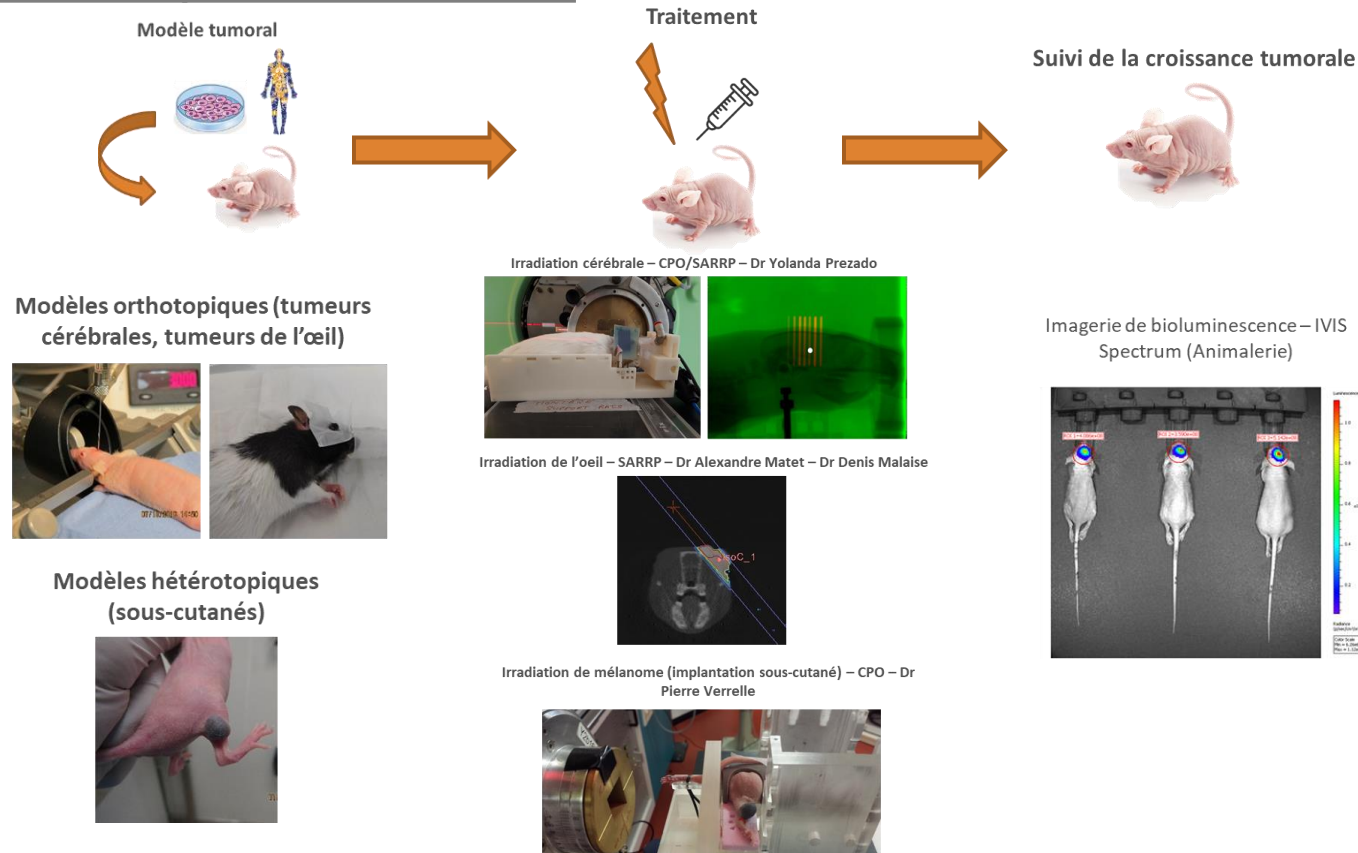 Modèle tumoral
Traitement
Suivi de la croissance tumorale
Modèles orthotopiques (tumeurs
cérébrales, tumeurs de l’œil)
Modèles hétérotopiques
(sous-cutanés)
Irradiation cérébrale – CPO/SARRP – Dr Yolanda Prezado
Irradiation de l’oeil – SARRP – Dr Alexandre Matet – Dr Denis Malaise
isoC_1
Irradiation de mélanome (implantation sous-cutané) – CPO – Dr
Pierre Verrelle
Imagerie de bioluminescence – IVIS
Spectrum (Animalerie)
Luminescence